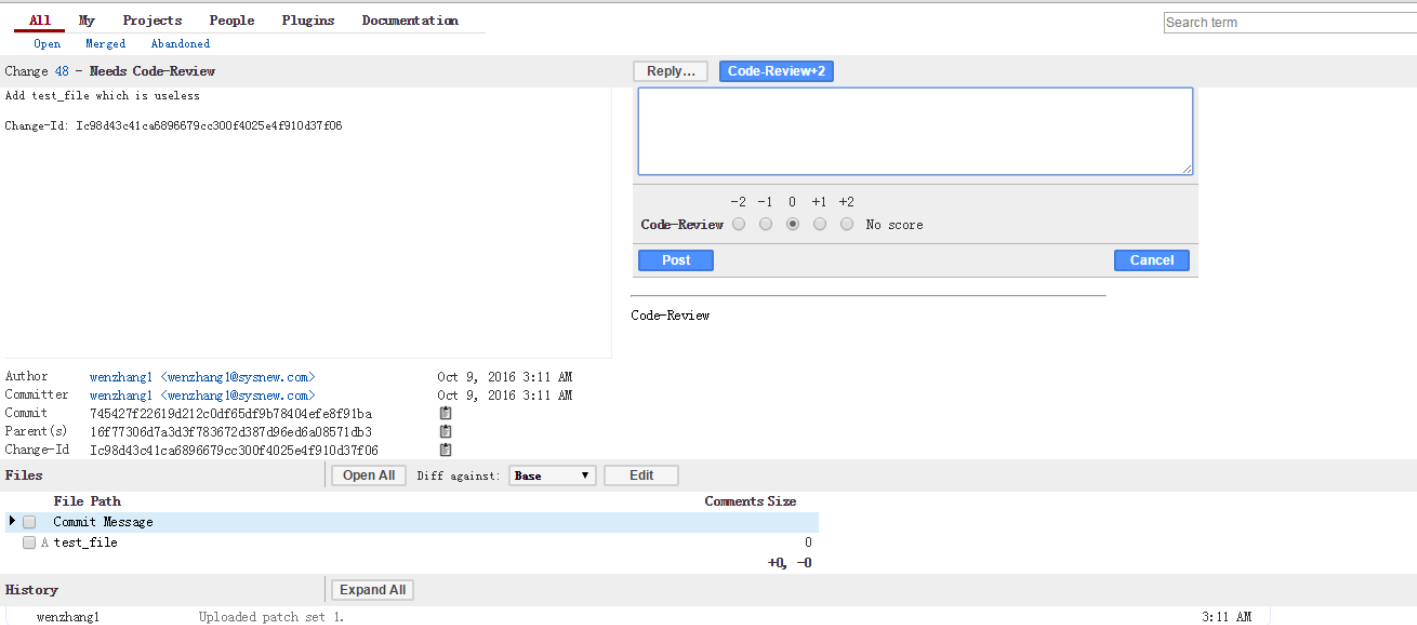 All My Projects People Plugins Documentation
Search term
Open Merged Abandoned
Change 48 - Needs Code-Review
Reply... Code-Review+2
Add test_file which is useless
Change-Id: Ic98d43c41ca6896679cc300f4025e4f910d37f06
-2 -1 0 +1 +2
Code-Review No score
Post Cancel
Code-Review
Author wenzhang1 <wenzhang1@sysnew.com> Oct 9, 2016 3:11 AM
Committer wenzhang1 <wenzhang1@sysnew.com> Oct 9, 2016 3:11 AM
Commit 745427f22619d212c0df65df9b78404efe8f91ba
Parent(s) 16f77306d7a3d3f783672d387d96ed6a08571db3
Change-Id Ic98d43c41ca6896679cc300f4025e4f910d37f06
Files Open All Diff against: Base Edit
File Path Comments Size
Commit Message
A test_file 0
+0, -0
History Expand All
wenzhang1 Uploaded patch set 1. 3:11 AM